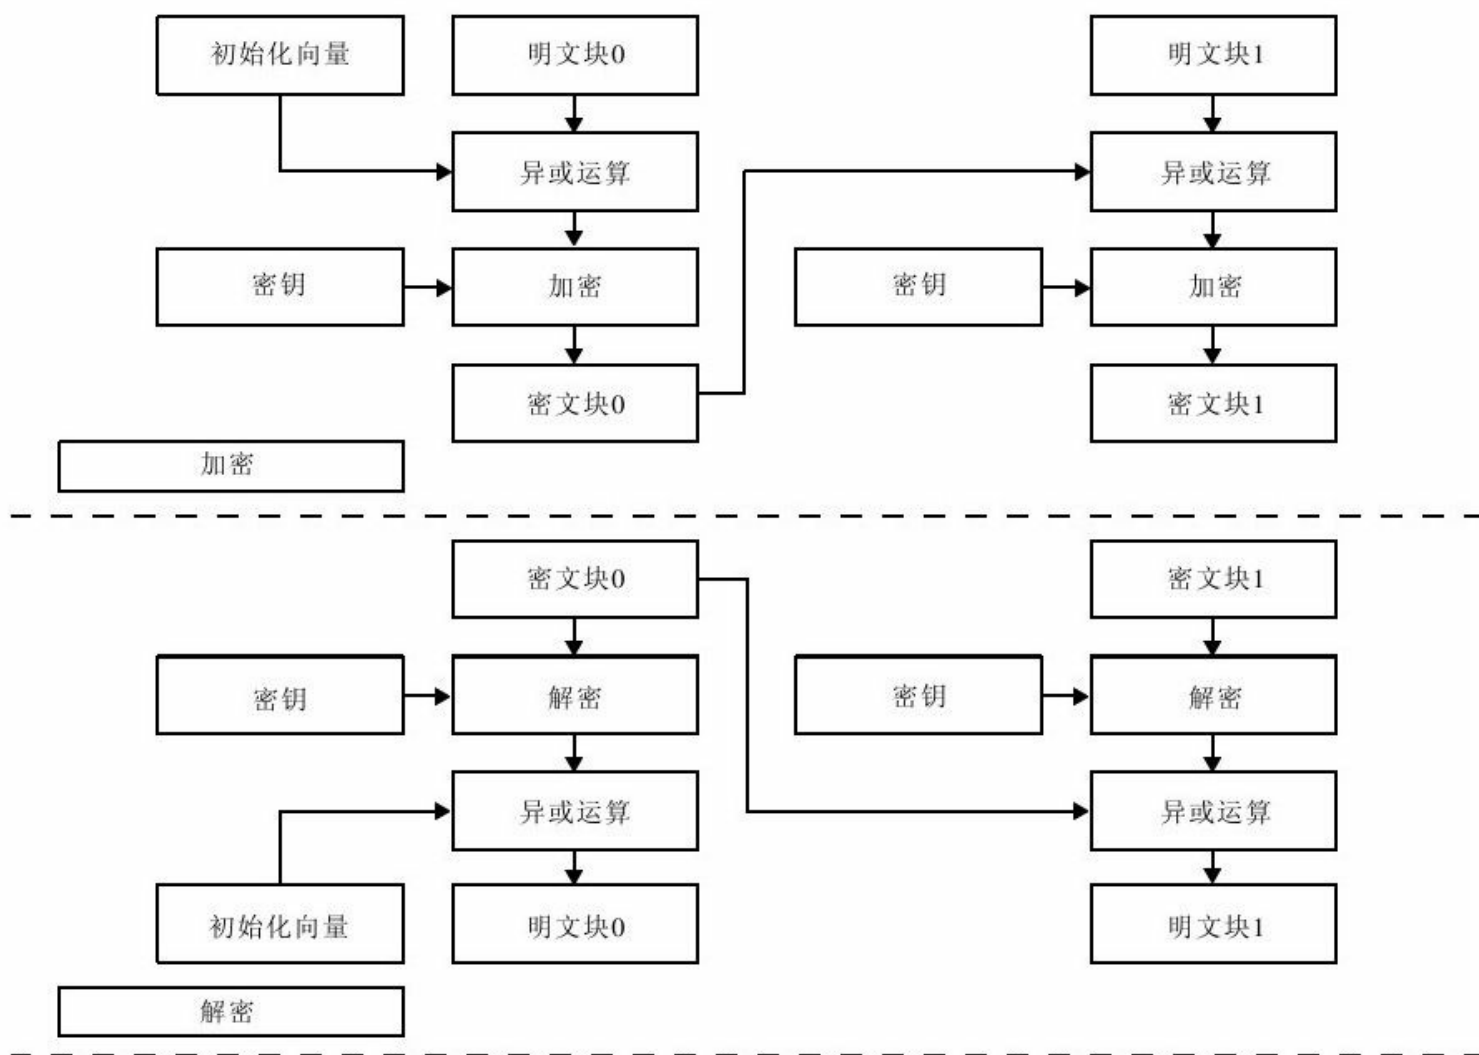 初始化向量
明文块0
明文块1
异或运算
异或运算
密钥
加密
密钥
加密
密文块0
密文块1
加密
密文块0
密文块1
密钥
解密
密钥
解密
异或运算
异或运算
初始化向量
明文块0
明文块1
解密